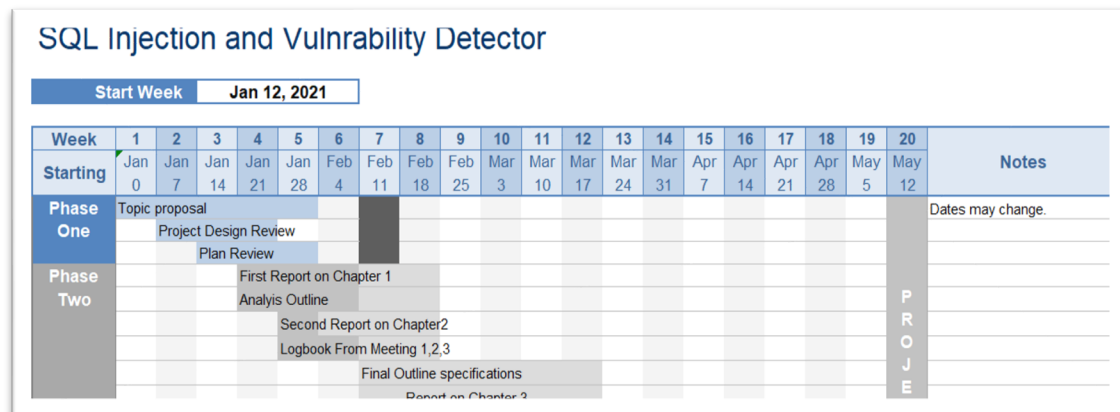 SQL Injection and Vulnrability Detector
Start Week Jan 12, 2021
Week 1 2 3 4 5 6 7 8 9 10 11 12 13 14 15 16 17 18 19 20 Notes
Starting Jan Jan Jan Jan Jan Feb Feb Feb Feb Mar Mar Mar Mar Mar Apr Apr Apr Apr May May
0 7 14 21 28 4 11 18 25 3 10 17 24 31 7 14 21 28 5 12
Phase One
Topic proposal Dates may change.
Project Design Review
Plan Review
Phase Two
First Report on Chapter 1
Analyis Outline
Second Report on Chapter2
Logbook From Meeting 1,2,3
Final Outline specifications
Report on Chapter 3
P
R
O
J
E